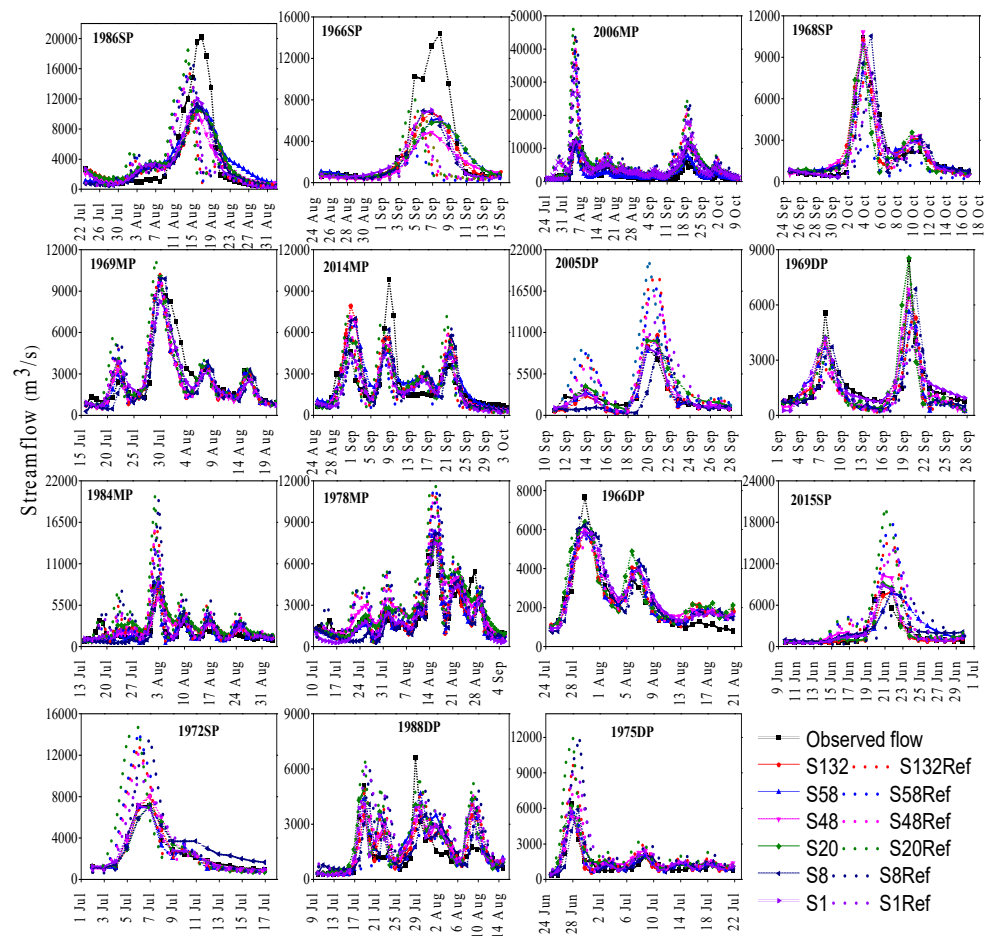 Stream flow (m³/s)
1986SP
20000
16000
12000
8000
4000
0
22 Jul
26 Jul
30 Jul
3 Aug
7 Aug
11 Aug
15 Aug
19 Aug
23 Aug
27 Aug
31 Aug
1966SP
16000
12000
8000
4000
0
24 Aug
26 Aug
28 Aug
30 Aug
1 Sep
3 Sep
5 Sep
7 Sep
9 Sep
11 Sep
13 Sep
15 Sep
2006MP
50000
40000
30000
20000
10000
0
24 Jul
31 Jul
7 Aug
14 Aug
21 Aug
28 Aug
4 Sep
11 Sep
18 Sep
25 Sep
2 Oct
9 Oct
1968SP
12000
9000
6000
3000
0
24 Sep
26 Sep
28 Sep
30 Sep
2 Oct
4 Oct
6 Oct
8 Oct
10 Oct
12 Oct
14 Oct
16 Oct
18 Oct
1969MP
12000
9000
6000
3000
0
15 Jul
20 Jul
25 Jul
30 Jul
4 Aug
9 Aug
14 Aug
19 Aug
2014MP
12000
10000
8000
6000
4000
2000
0
24 Aug
28 Aug
1 Sep
5 Sep
9 Sep
13 Sep
17 Sep
21 Sep
25 Sep
29 Sep
3 Oct
2005DP
22000
16500
11000
5500
0
10 Sep
12 Sep
14 Sep
16 Sep
18 Sep
20 Sep
22 Sep
24 Sep
26 Sep
28 Sep
1969DP
9000
6000
3000
0
1 Sep
4 Sep
7 Sep
10 Sep
13 Sep
16 Sep
19 Sep
22 Sep
25 Sep
28 Sep
1984MP
22000
16500
11000
5500
0
13 Jul
20 Jul
27 Jul
3 Aug
10 Aug
17 Aug
24 Aug
31 Aug
1978MP
12000
9000
6000
3000
0
10 Jul
17 Jul
24 Jul
31 Jul
7 Aug
14 Aug
21 Aug
28 Aug
4 Sep
1966DP
8000
6000
4000
2000
0
24 Jul
28 Jul
1 Aug
5 Aug
9 Aug
13 Aug
17 Aug
21 Aug
2015SP
24000
18000
12000
6000
0
9 Jun
11 Jun
13 Jun
15 Jun
17 Jun
19 Jun
21 Jun
23 Jun
25 Jun
27 Jun
29 Jun
1 Jul
1972SP
16000
12000
8000
4000
0
1 Jul
3 Jul
5 Jul
7 Jul
9 Jul
11 Jul
13 Jul
15 Jul
17 Jul
1988DP
9000
6000
3000
0
9 Jul
13 Jul
17 Jul
21 Jul
25 Jul
29 Jul
2 Aug
6 Aug
10 Aug
14 Aug
1975DP
12000
9000
6000
3000
0
24 Jun
28 Jun
2 Jul
6 Jul
10 Jul
14 Jul
18 Jul
22 Jul
Observed flow
S132 S132Ref
S58 S58Ref
S48 S48Ref
S20 S20Ref
S8 S8Ref
S1 S1Ref